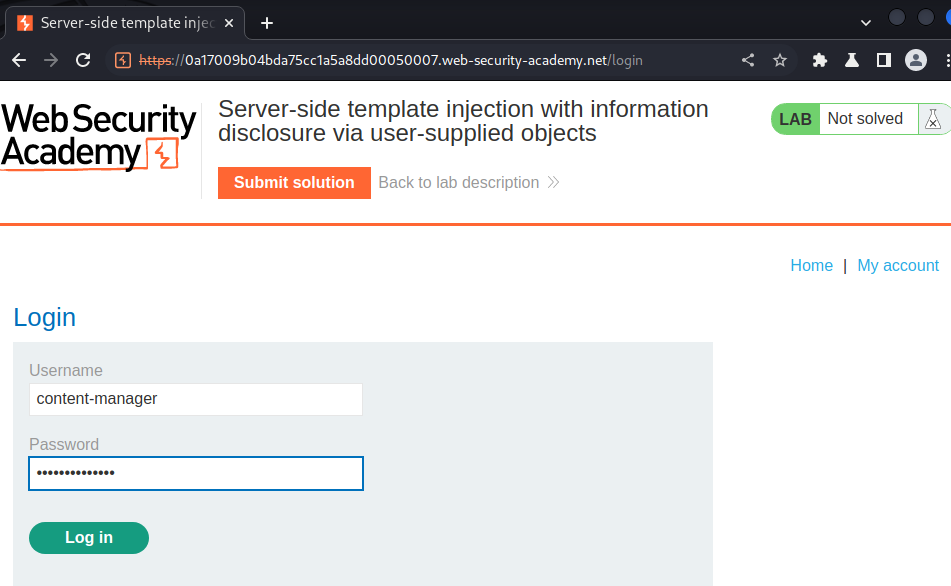 Server-side template injec
https://0a17009b04bda75cc1a5a8dd00050007.web-security-academy.net/login
Web Security
Academy
Server-side template injection with information
disclosure via user-supplied objects
LAB Not solved
Submit solution Back to lab description
Home | My account
Login
Username
content-manager
Password
••••••••••••••
Log in